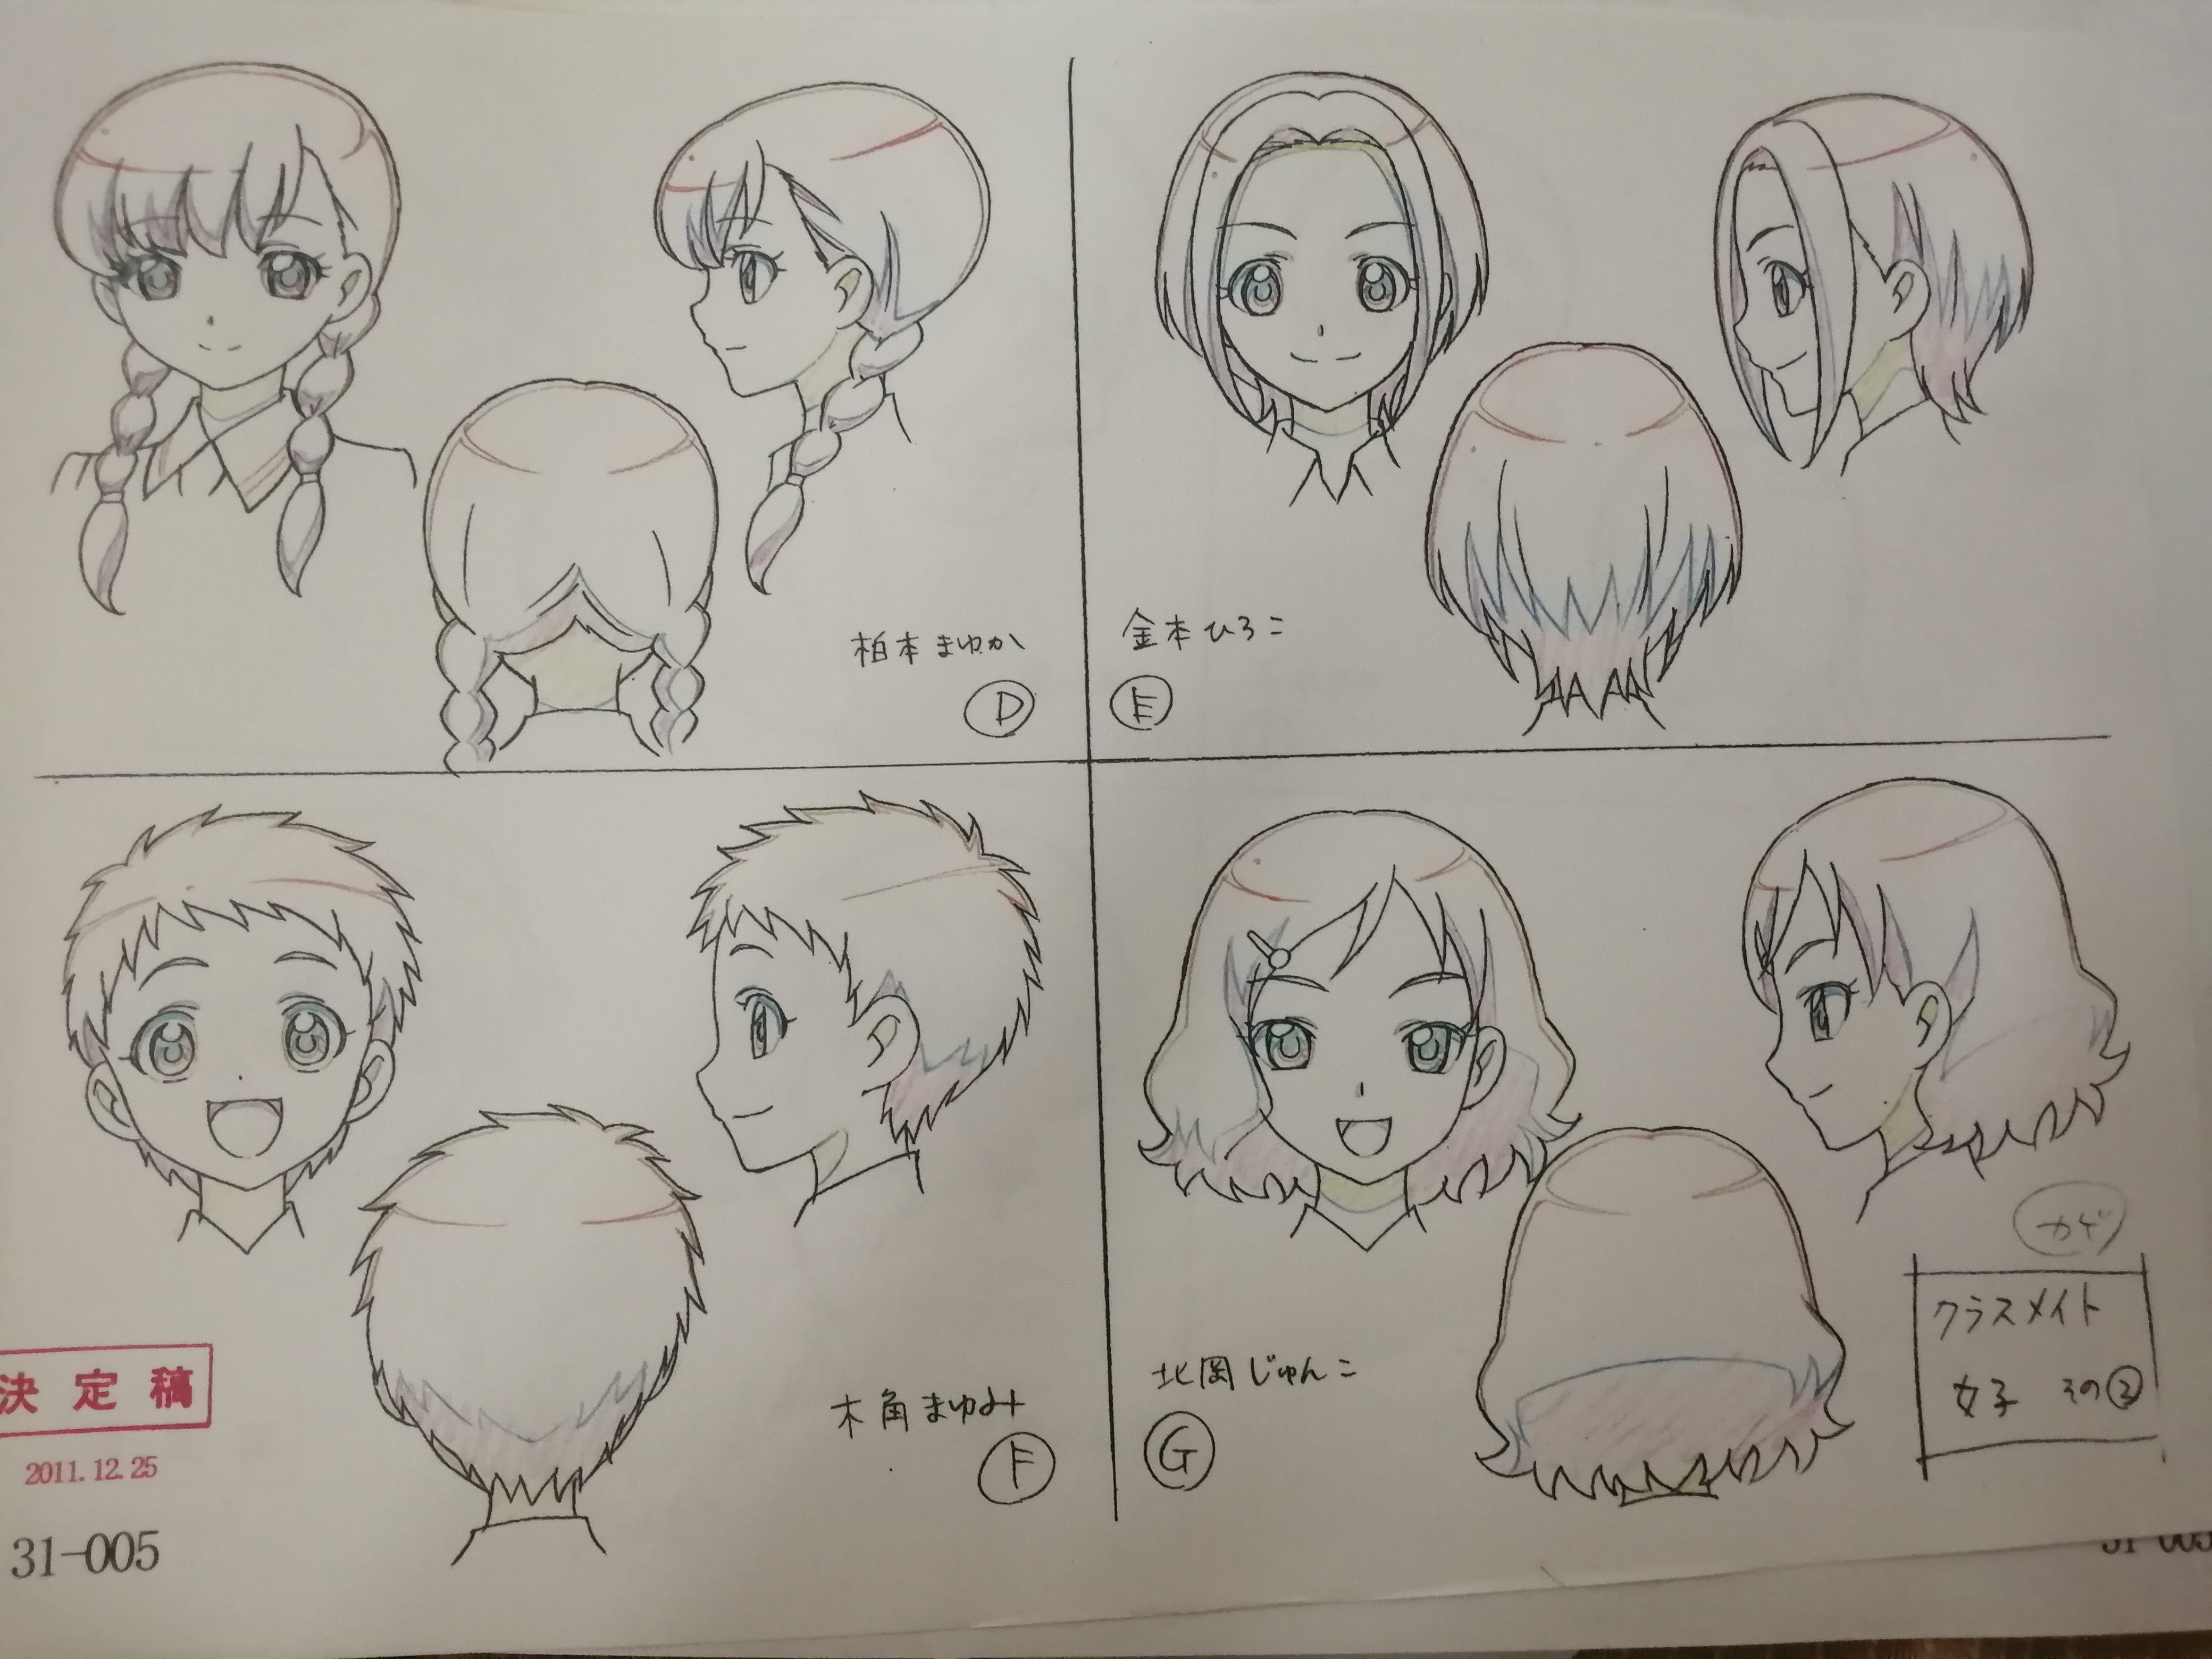 柏本まゆか
D
金本ひろこ
E
木角まゆみ
F
北岡じゅんこ
G
カゲ
クラスメイト
女子 その②
決定稿
2011.12.25
31-005
31-005